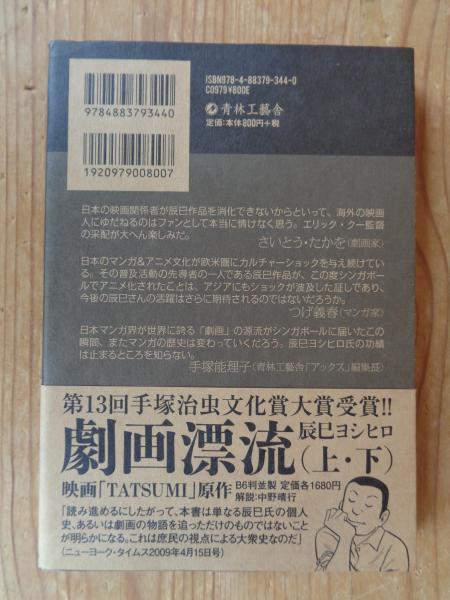 ISBN978-4-88379-344-0
C0979 ¥800E
青林工藝舎
定価:本体800円+税
9784883793440
1920979008007
日本の映画関係者が辰巳作品を消化できないからといって、海外の映画
人にゆだねるのはファンとして本当に情けなく思う。エリック・クー監督
の采配が大へん楽しみだ。
さいとう・たかを(劇画家)
日本のマンガ&アニメ文化が欧米圏にカルチャーショックを与え続けてい
る。その普及活動の先導者の一人である辰巳作品が、この度シンガポー
ルでアニメ化されたことは、アジアにもショックが波及した証しであり、
今後の辰巳さんの活躍はさらに期待されるのではないだろうか。
つげ義春(マンガ家)
日本マンガ界が世界に誇る「劇画」の源流がシンガポールに届いたこの
瞬間、またマンガの歴史は変わっていくだろう。辰巳ヨシヒロ氏の功績
は止まるところを知らない。
手塚能理子(青林工藝舎「アックス」編集長)
第13回手塚治虫文化賞大賞受賞!!
劇画漂流 辰巳ヨシヒロ
(上・下)
映画「TATSUMI」原作 B6判並製 定価各1680円
解説:中野晴行
「読み進めるにしたがって、本書は単なる辰巳氏の個人
史、あるいは劇画の物語を追っただけのものではないこと
が明らかになる。これは庶民の視点による大衆史なのだ」
(ニューヨーク・タイムス2009年4月15日号)